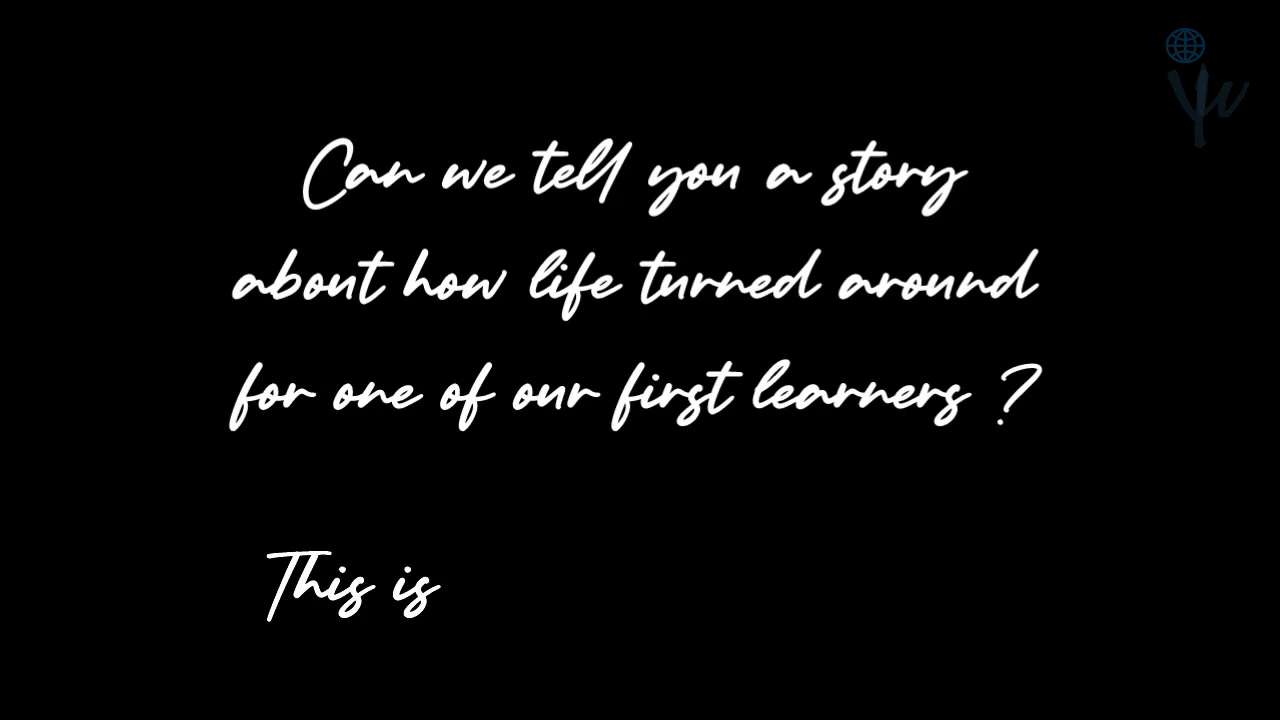 Can we tell you a story
about how life turned around
for one of our first learners ?
This is